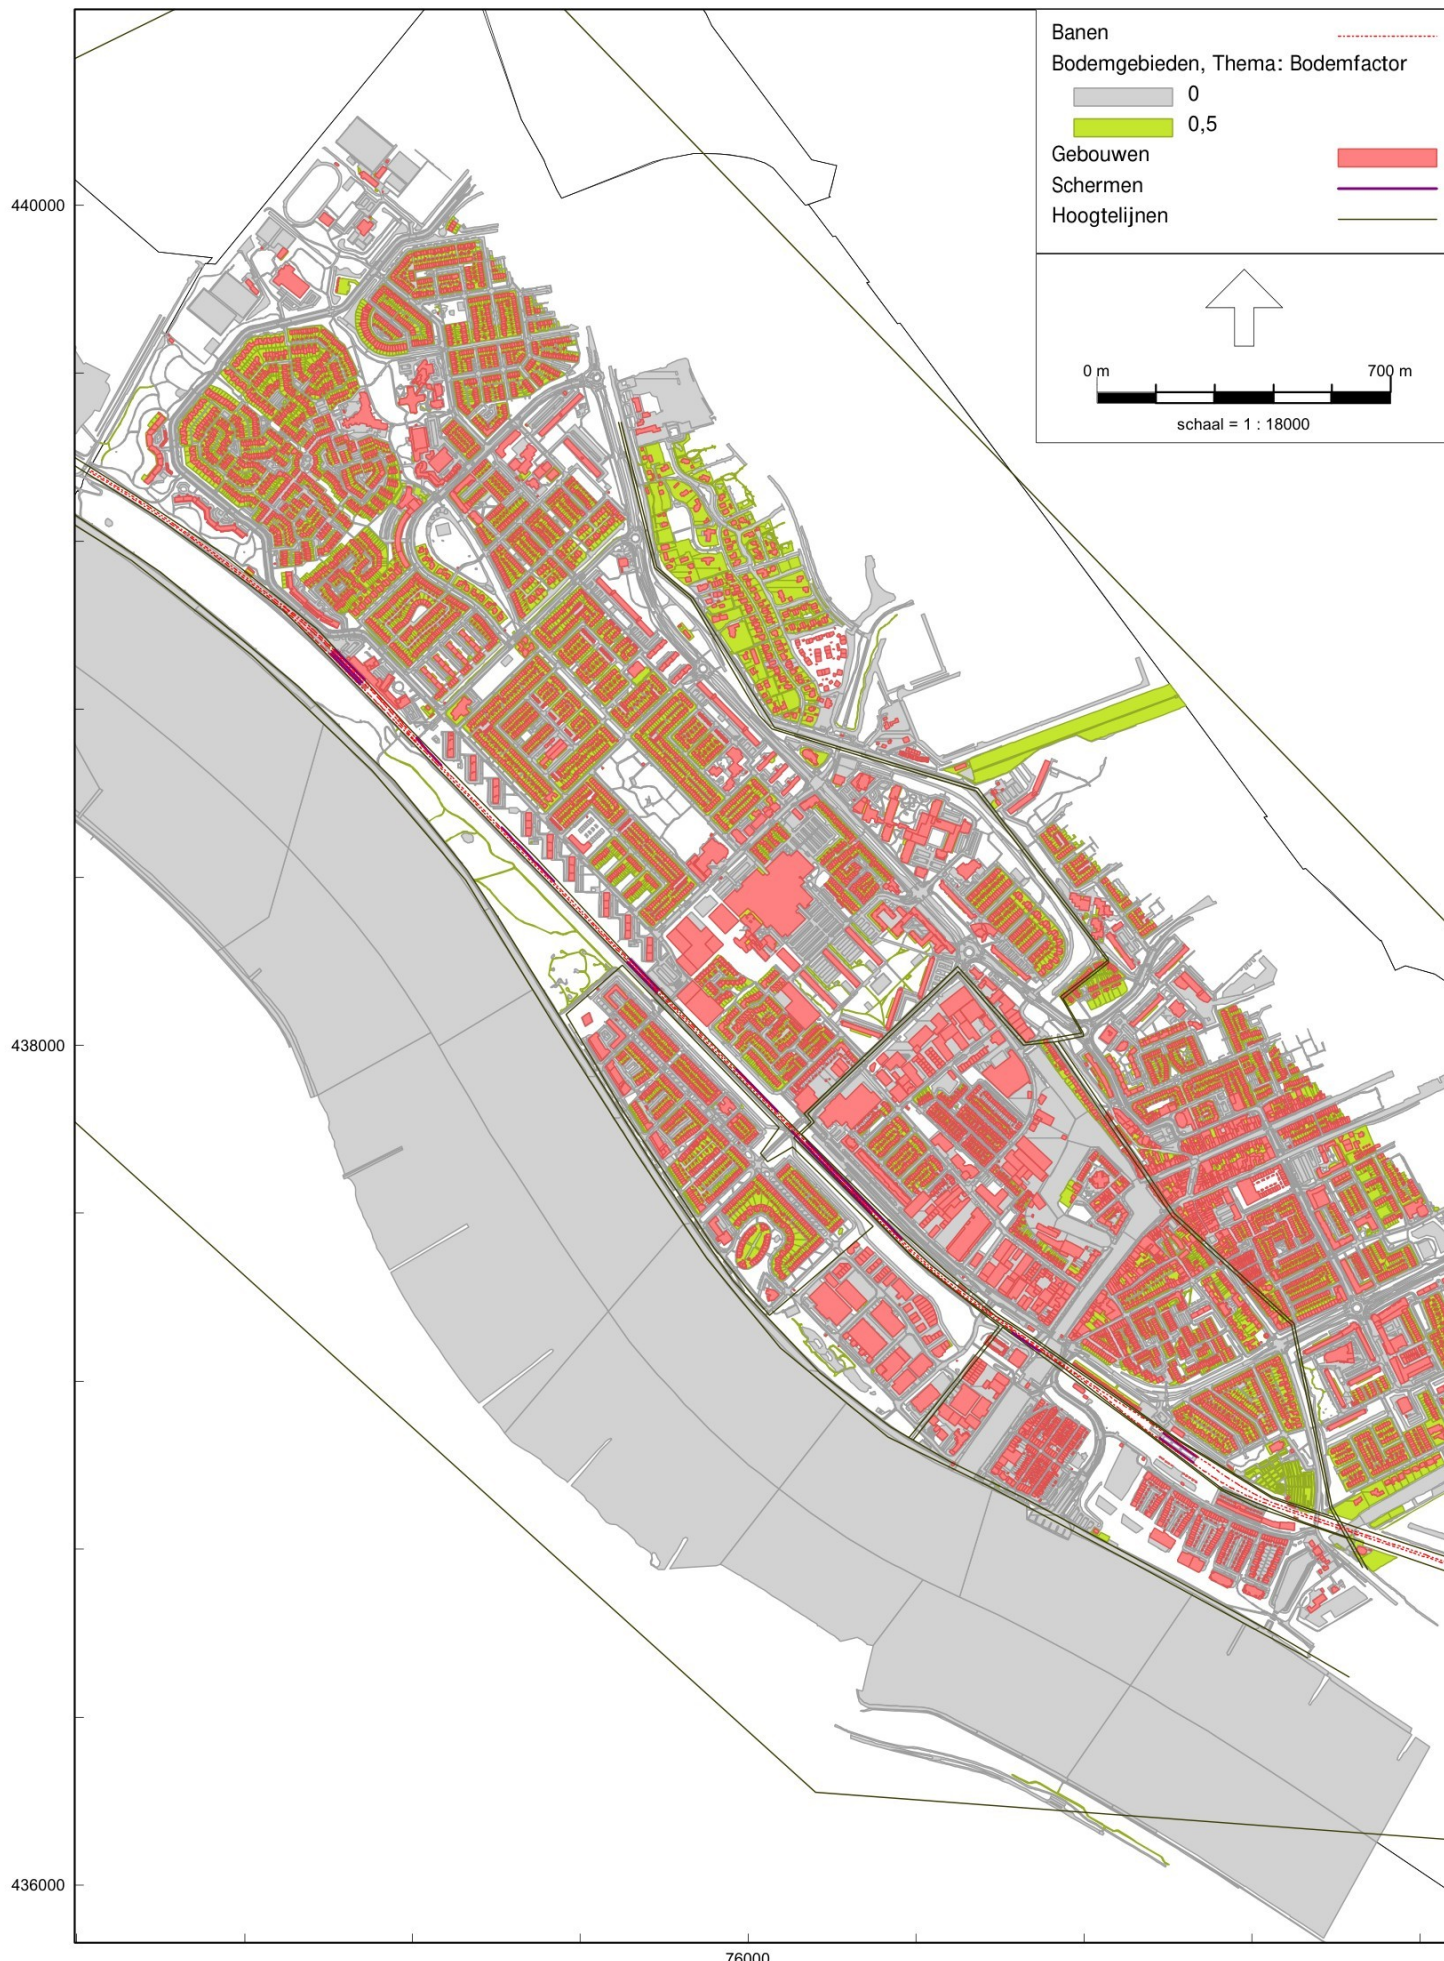 Banen
Bodemgebieden, Thema: Bodemfactor
0
0,5
Gebouwen
Schermen
Hoogtelijnen
0 m 700 m
schaal = 1 : 18000
440000
438000
436000
76000